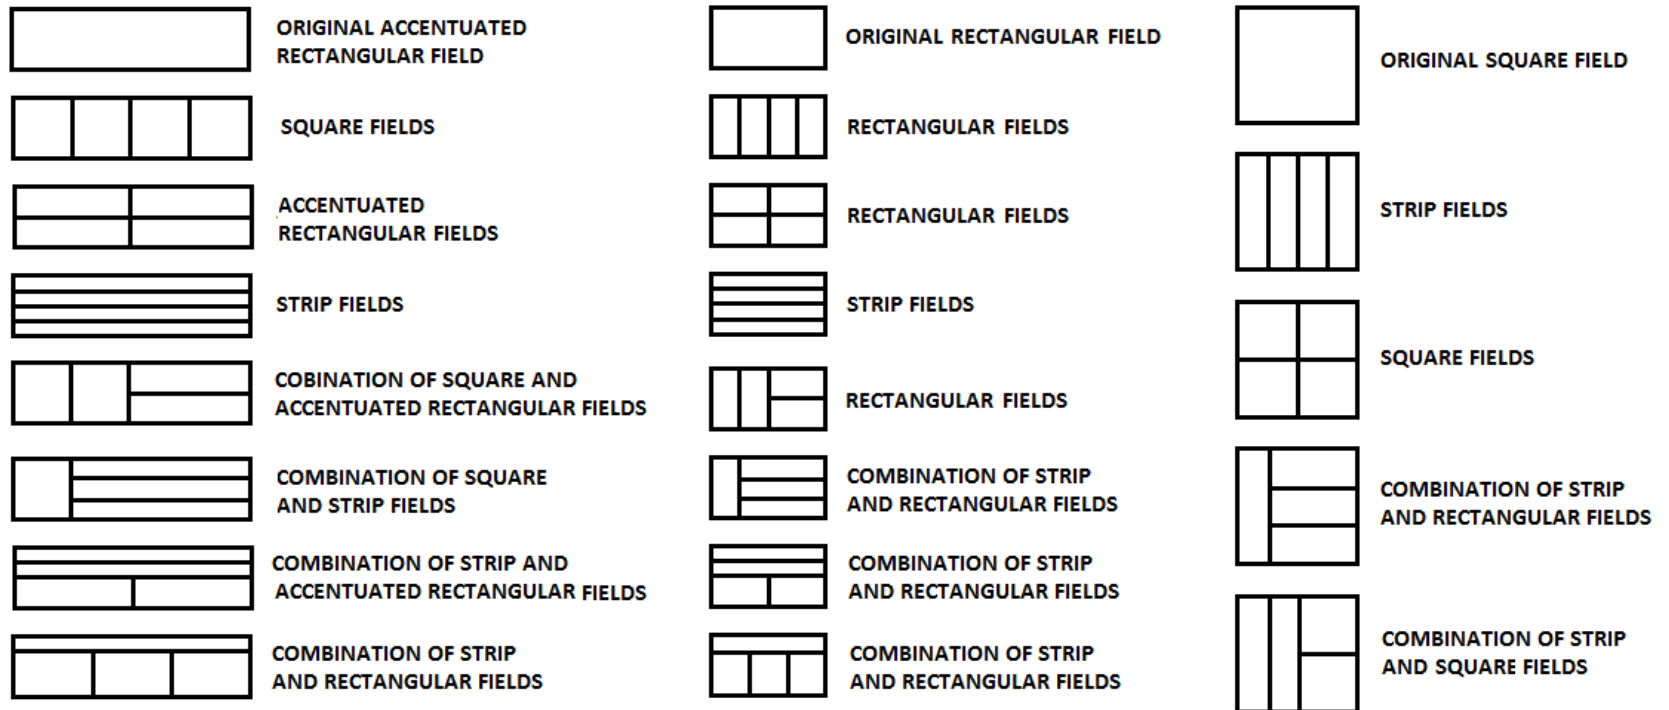 ORIGINAL ACCENTUATED
RECTANGULAR FIELD
SQUARE FIELDS
ACCENTUATED
RECTANGULAR FIELDS
STRIP FIELDS
COBINATION OF SQUARE AND
ACCENTUATED RECTANGULAR FIELDS
COMBINATION OF SQUARE
AND STRIP FIELDS
COMBINATION OF STRIP AND
ACCENTUATED RECTANGULAR FIELDS
COMBINATION OF STRIP
AND RECTANGULAR FIELDS
ORIGINAL RECTANGULAR FIELD
RECTANGULAR FIELDS
RECTANGULAR FIELDS
STRIP FIELDS
RECTANGULAR FIELDS
COMBINATION OF STRIP
AND RECTANGULAR FIELDS
COMBINATION OF STRIP
AND RECTANGULAR FIELDS
COMBINATION OF STRIP
AND RECTANGULAR FIELDS
ORIGINAL SQUARE FIELD
STRIP FIELDS
SQUARE FIELDS
COMBINATION OF STRIP
AND RECTANGULAR FIELDS
COMBINATION OF STRIP
AND SQUARE FIELDS